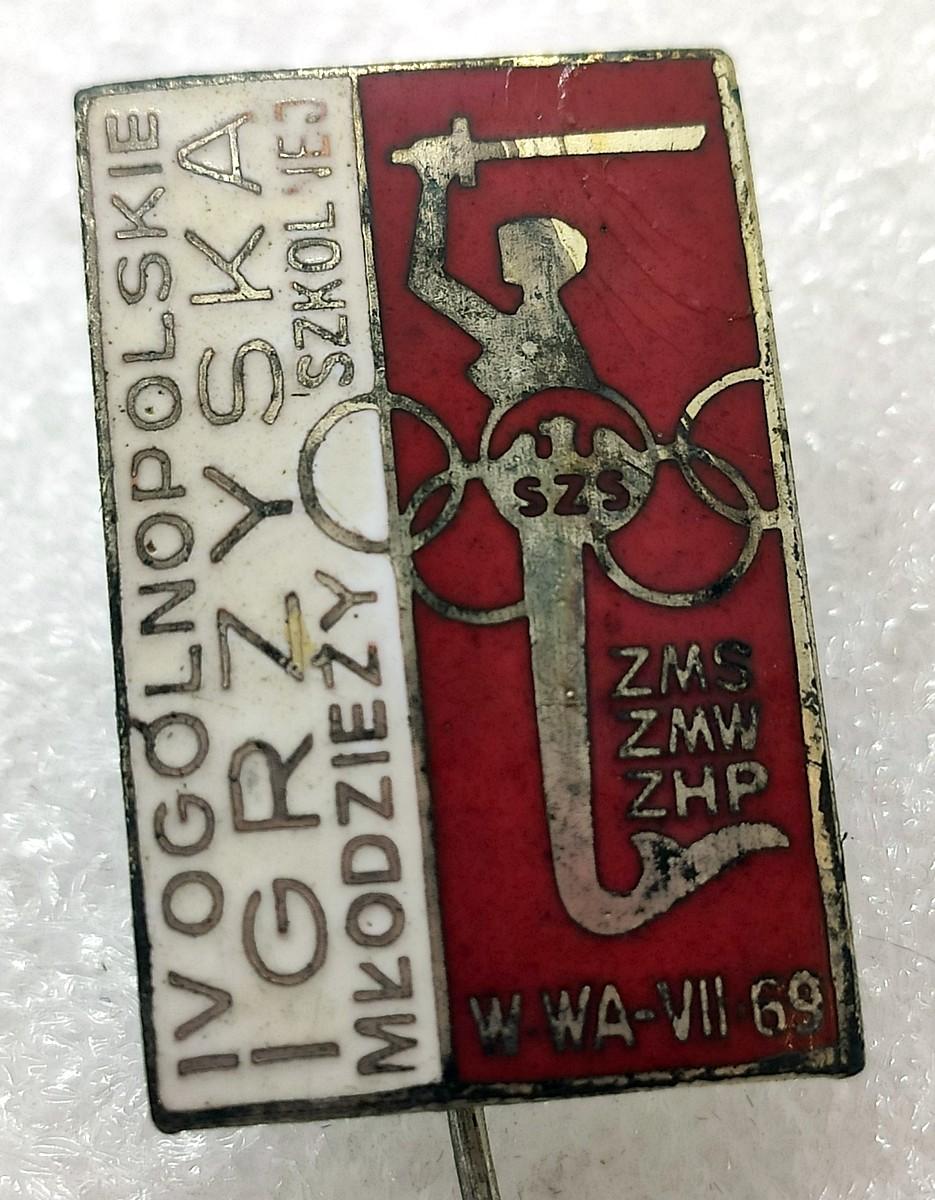 IV OGÓLNOPOLSKIE
IGRZYSKA
MŁODZIEŻY SZKOLNEJ
SZS
ZMS
ZMW
ZHP
W-WA-VII·69